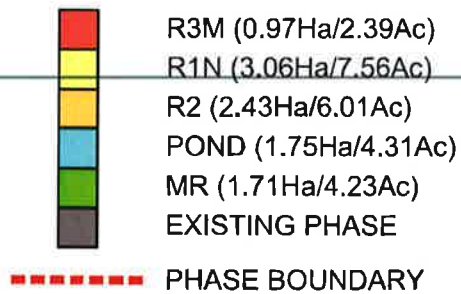 R3M (0.97Ha/2.39Ac)
R1N (3.06Ha/7.56Ac)
R2 (2.43Ha/6.01Ac)
POND (1.75Ha/4.31Ac)
MR (1.71Ha/4.23Ac)
EXISTING PHASE
PHASE BOUNDARY